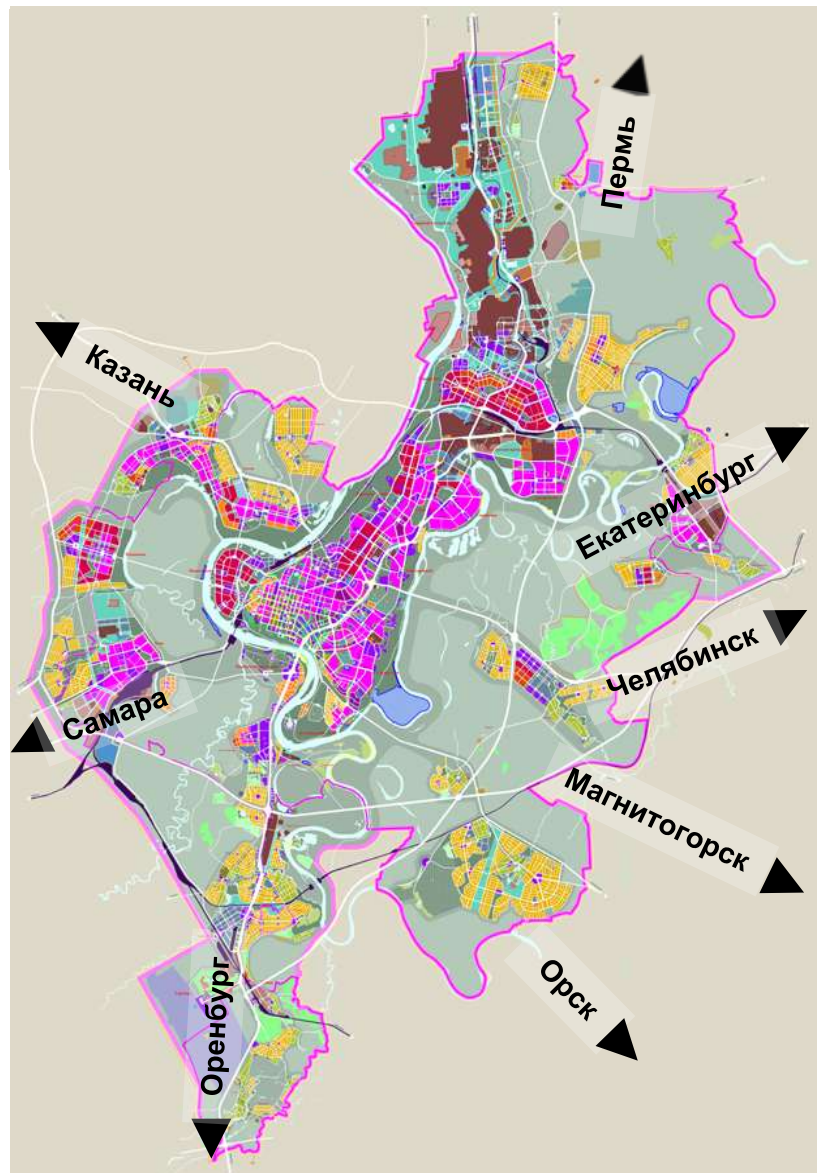 Пермь
Казань
Екатеринбург
Челябинск
Самара
Магнитогорск
Орск
Оренбург